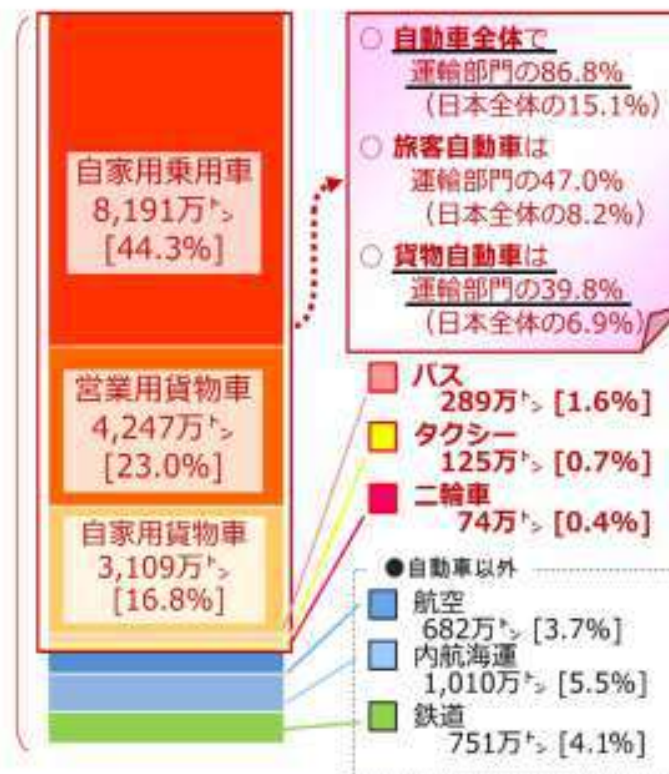 自家用乗用車
8,191万㌧
[44.3%]
営業用貨物車
4,247万㌧
[23.0%]
自家用貨物車
3,109万㌧
[16.8%]
○ 自動車全体で
運輸部門の86.8%
(日本全体の15.1%)
○ 旅客自動車は
運輸部門の47.0%
(日本全体の8.2%)
○ 貨物自動車は
運輸部門の39.8%
(日本全体の6.9%)
バス
289万㌧ [1.6%]
タクシー
125万㌧ [0.7%]
二輪車
74万㌧ [0.4%]
●自動車以外
航空
682万㌧ [3.7%]
内航海運
1,010万㌧ [5.5%]
鉄道
751万㌧ [4.1%]